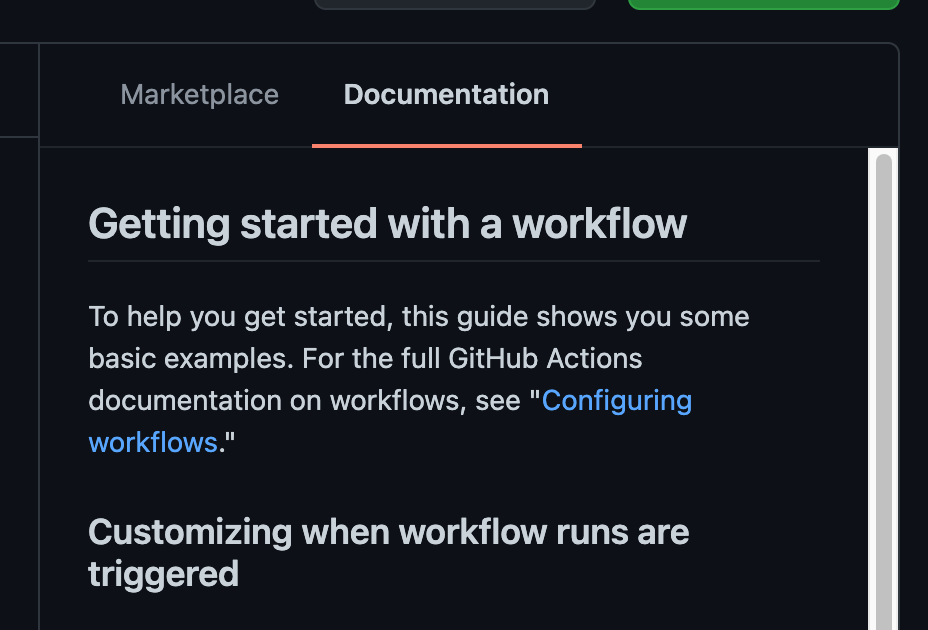 Marketplace
Documentation
Getting started with a workflow
To help you get started, this guide shows you some
basic examples. For the full GitHub Actions
documentation on workflows, see "Configuring
workflows."
Customizing when workflow runs are
triggered